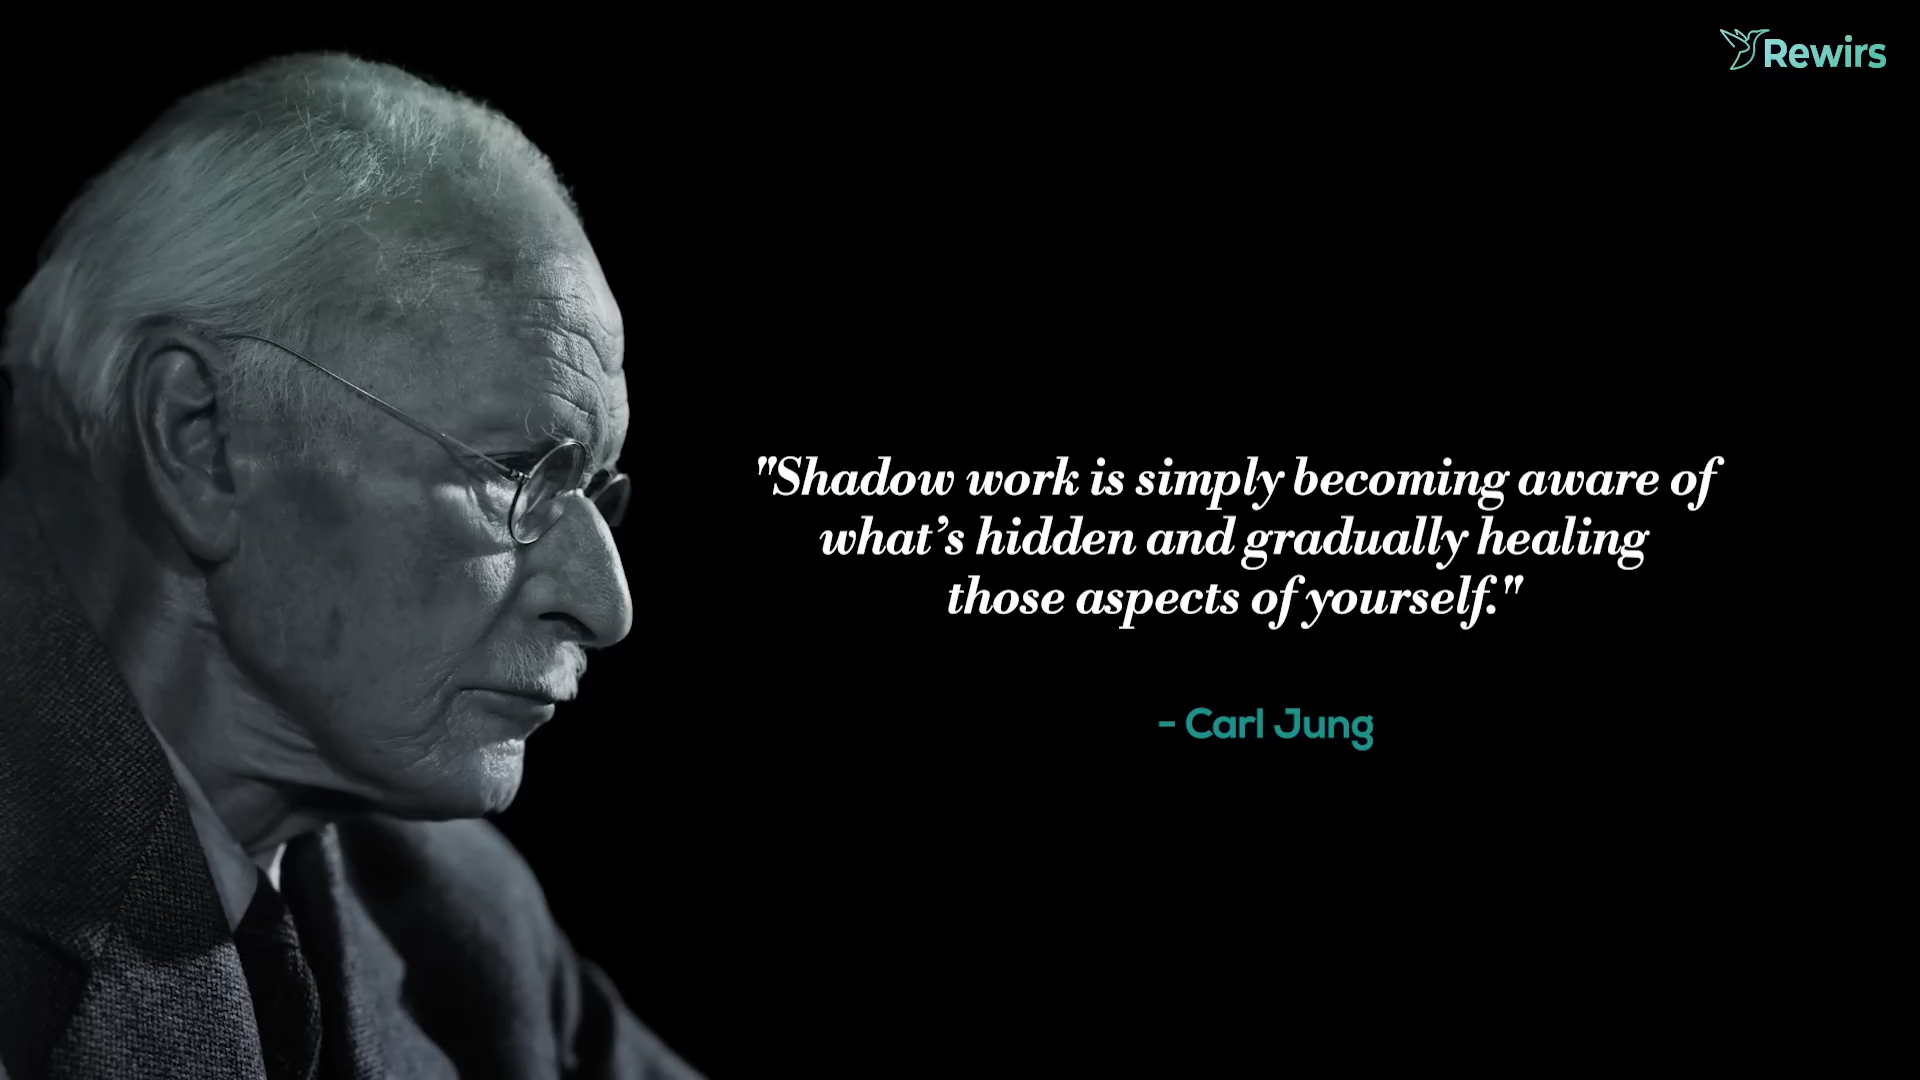 Rewirs
"Shadow work is simply becoming aware of
what’s hidden and gradually healing
those aspects of yourself."
- Carl Jung